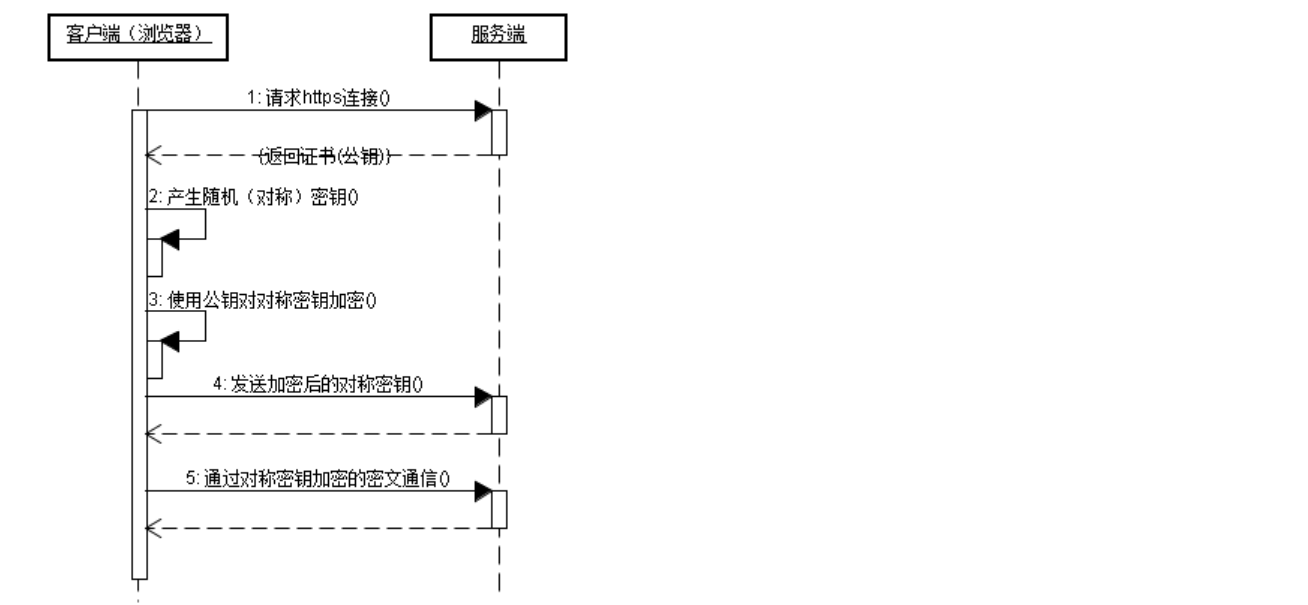 客户端（浏览器）
服务端
1: 请求https连接()
(返回证书(公钥))
2: 产生随机（对称）密钥()
3: 使用公钥对对称密钥加密()
4: 发送加密后的对称密钥()
5: 通过对称密钥加密的密文通信()